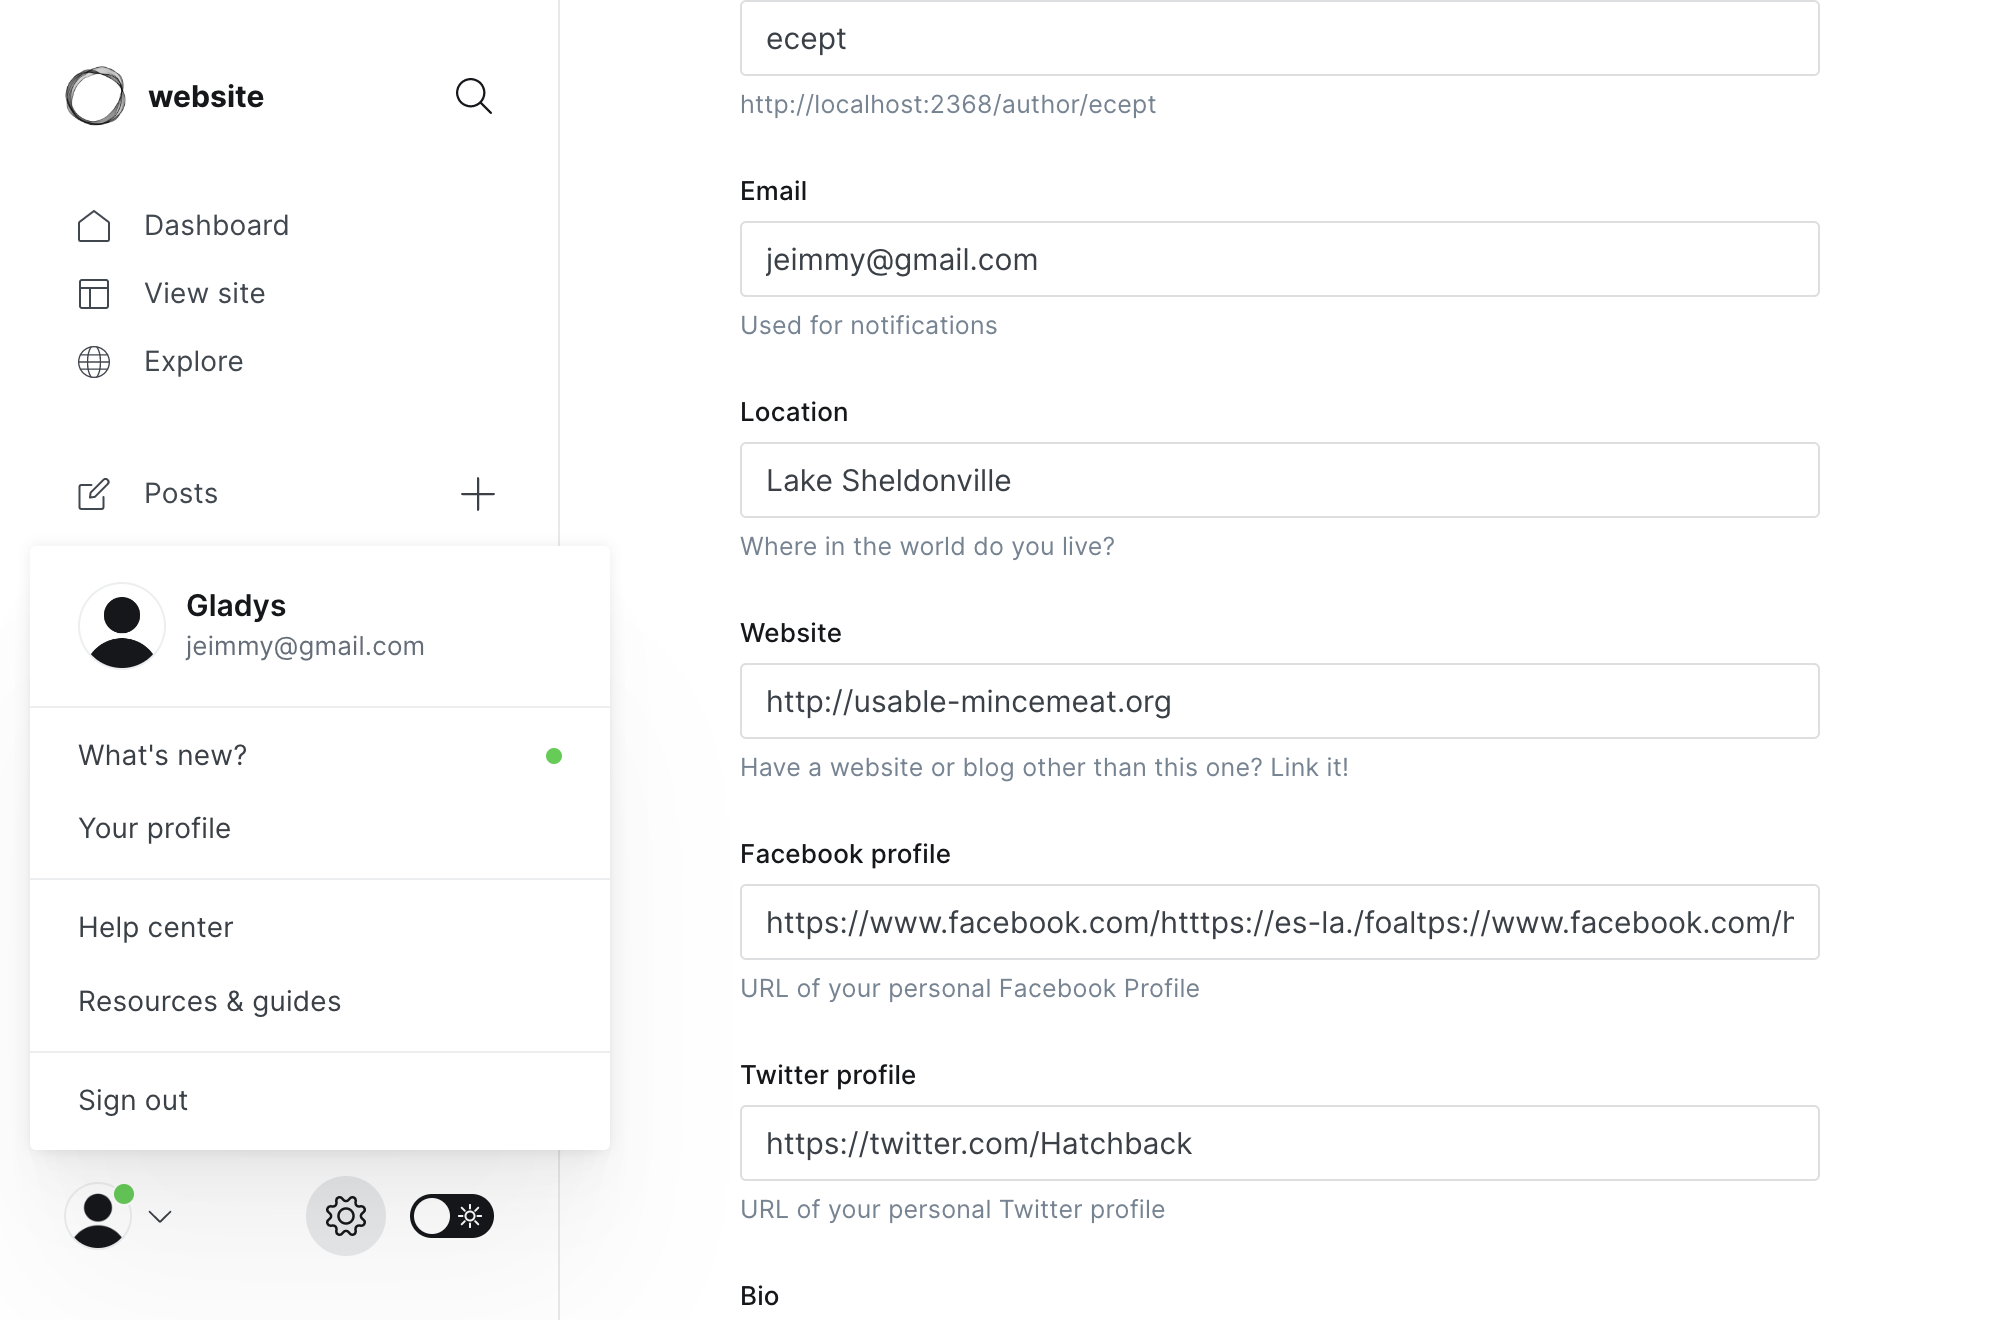 website
Dashboard
View site
Explore
Posts
Gladys
jeimmy@gmail.com
What's new?
Your profile
Help center
Resources & guides
Sign out
ecept
http://localhost:2368/author/ecept
Email
jeimmy@gmail.com
Used for notifications
Location
Lake Sheldonville
Where in the world do you live?
Website
http://usable-mincemeat.org
Have a website or blog other than this one? Link it!
Facebook profile
https://www.facebook.com/htttps://es-la./foaltps://www.facebook.com/h
URL of your personal Facebook Profile
Twitter profile
https://twitter.com/Hatchback
URL of your personal Twitter profile
Bio